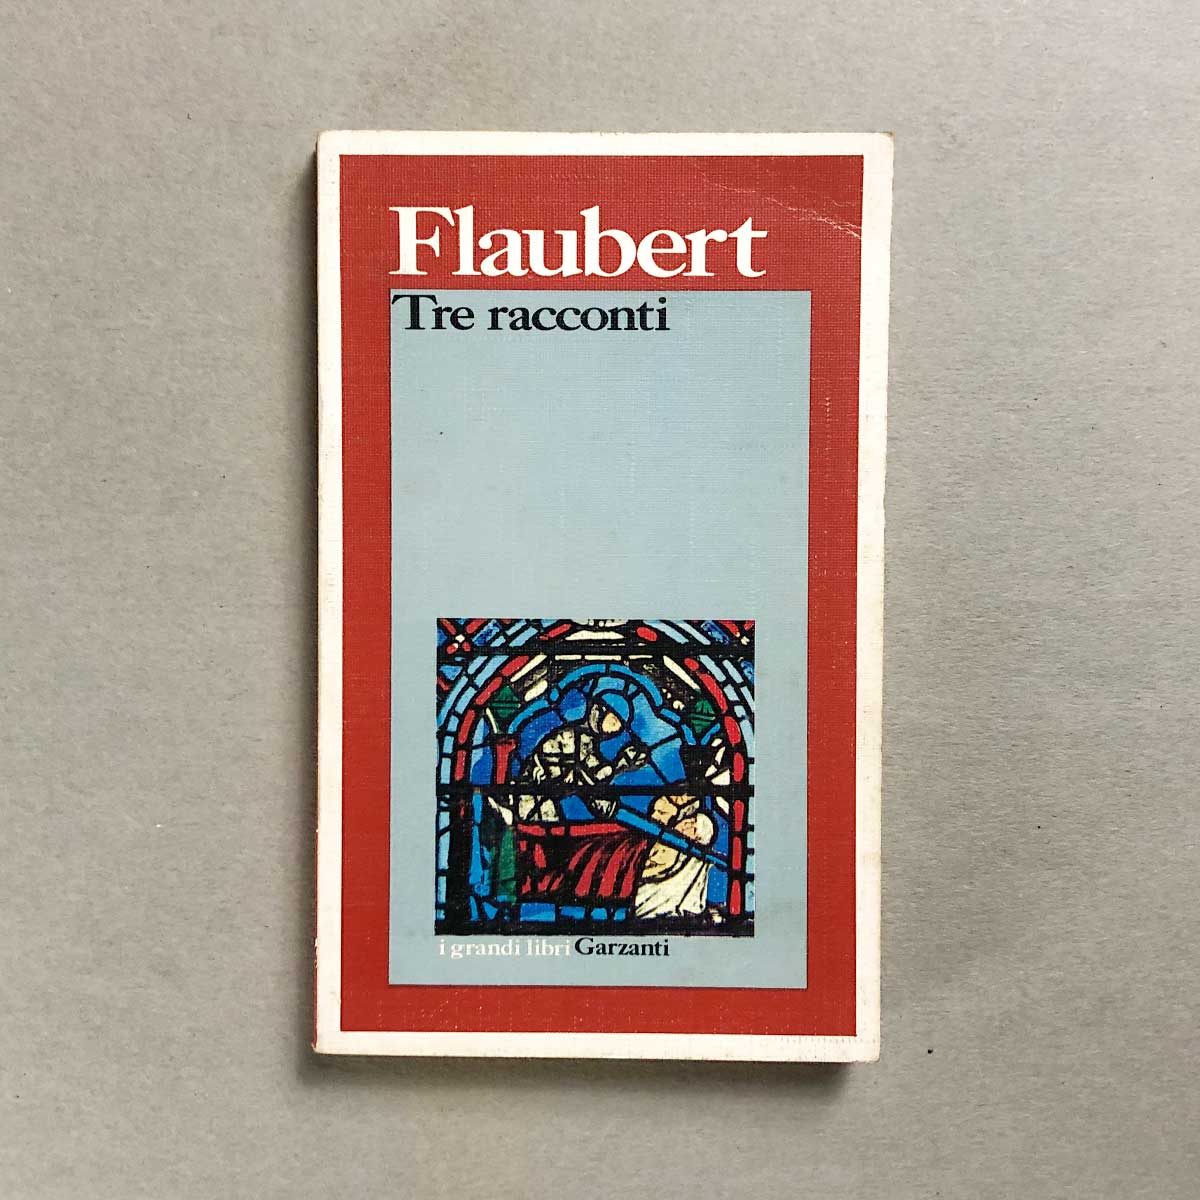 Flaubert
Tre racconti
i grandi libri Garzanti